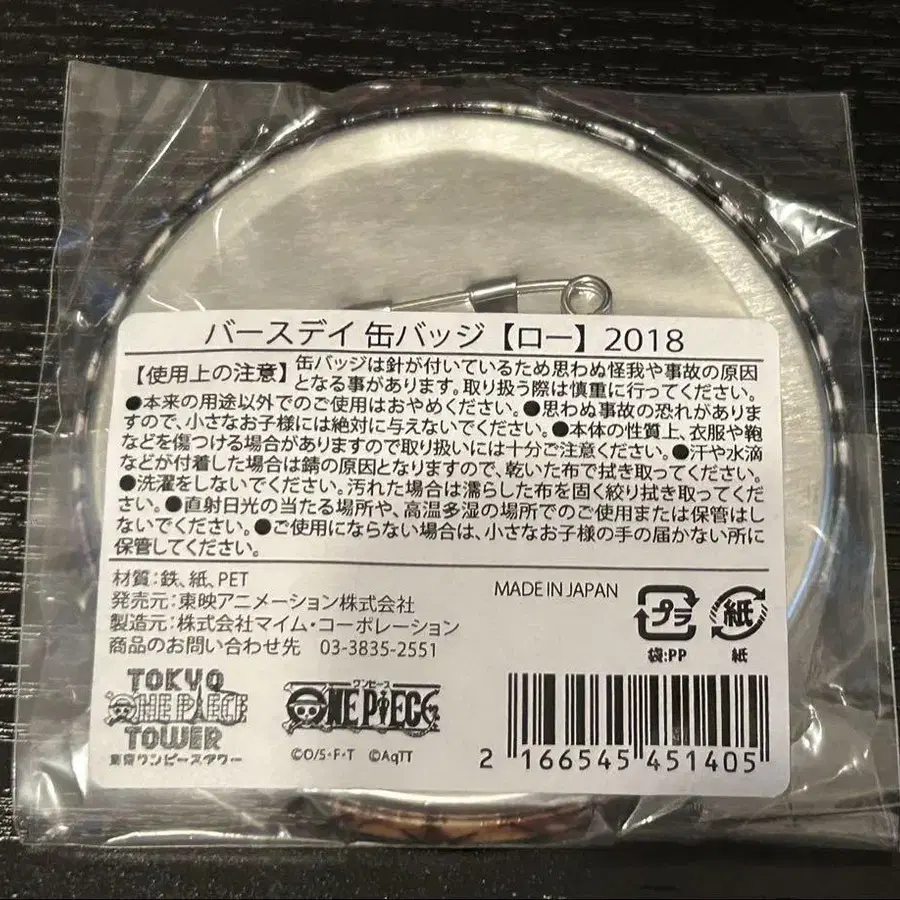 バースデイ 缶バッジ【ロー】2018
【使用上の注意】缶バッジは針が付いているため思わぬ怪我や事故の原因
となる事があります。取り扱う際は慎重に行ってください。
●本来の用途以外でのご使用はおやめください。●思わぬ事故の恐れがありま
すので、小さなお子様には絶対に与えないでください。●本体の性質上、衣服や鞄
などを傷つける場合がありますので取り扱いには十分ご注意ください。●汗や水滴
などが付着した場合は錆の原因となりますので、乾いた布で拭き取ってください。
●洗濯をしないでください。汚れた場合は濡らした布を固く絞り拭き取ってくださ
い。●直射日光の当たる場所や、高温多湿の場所でのご使用または保管はし
ないでください。●ご使用にならない場合は、小さなお子様の手の届かない所に
保管してください。
材質：鉄、紙、PET
発売元：東映アニメーション株式会社
製造元：株式会社マイム・コーポレーション
商品のお問い合わせ先 03-3835-2551
MADE IN JAPAN
プラ
袋:PP
紙
紙
TOKYO
ONE PIECE
TOWER
東京ワンピースタワー
ワンピース
ONE PIECE
©O/S・F・T ©AqTT
2 166545 451405